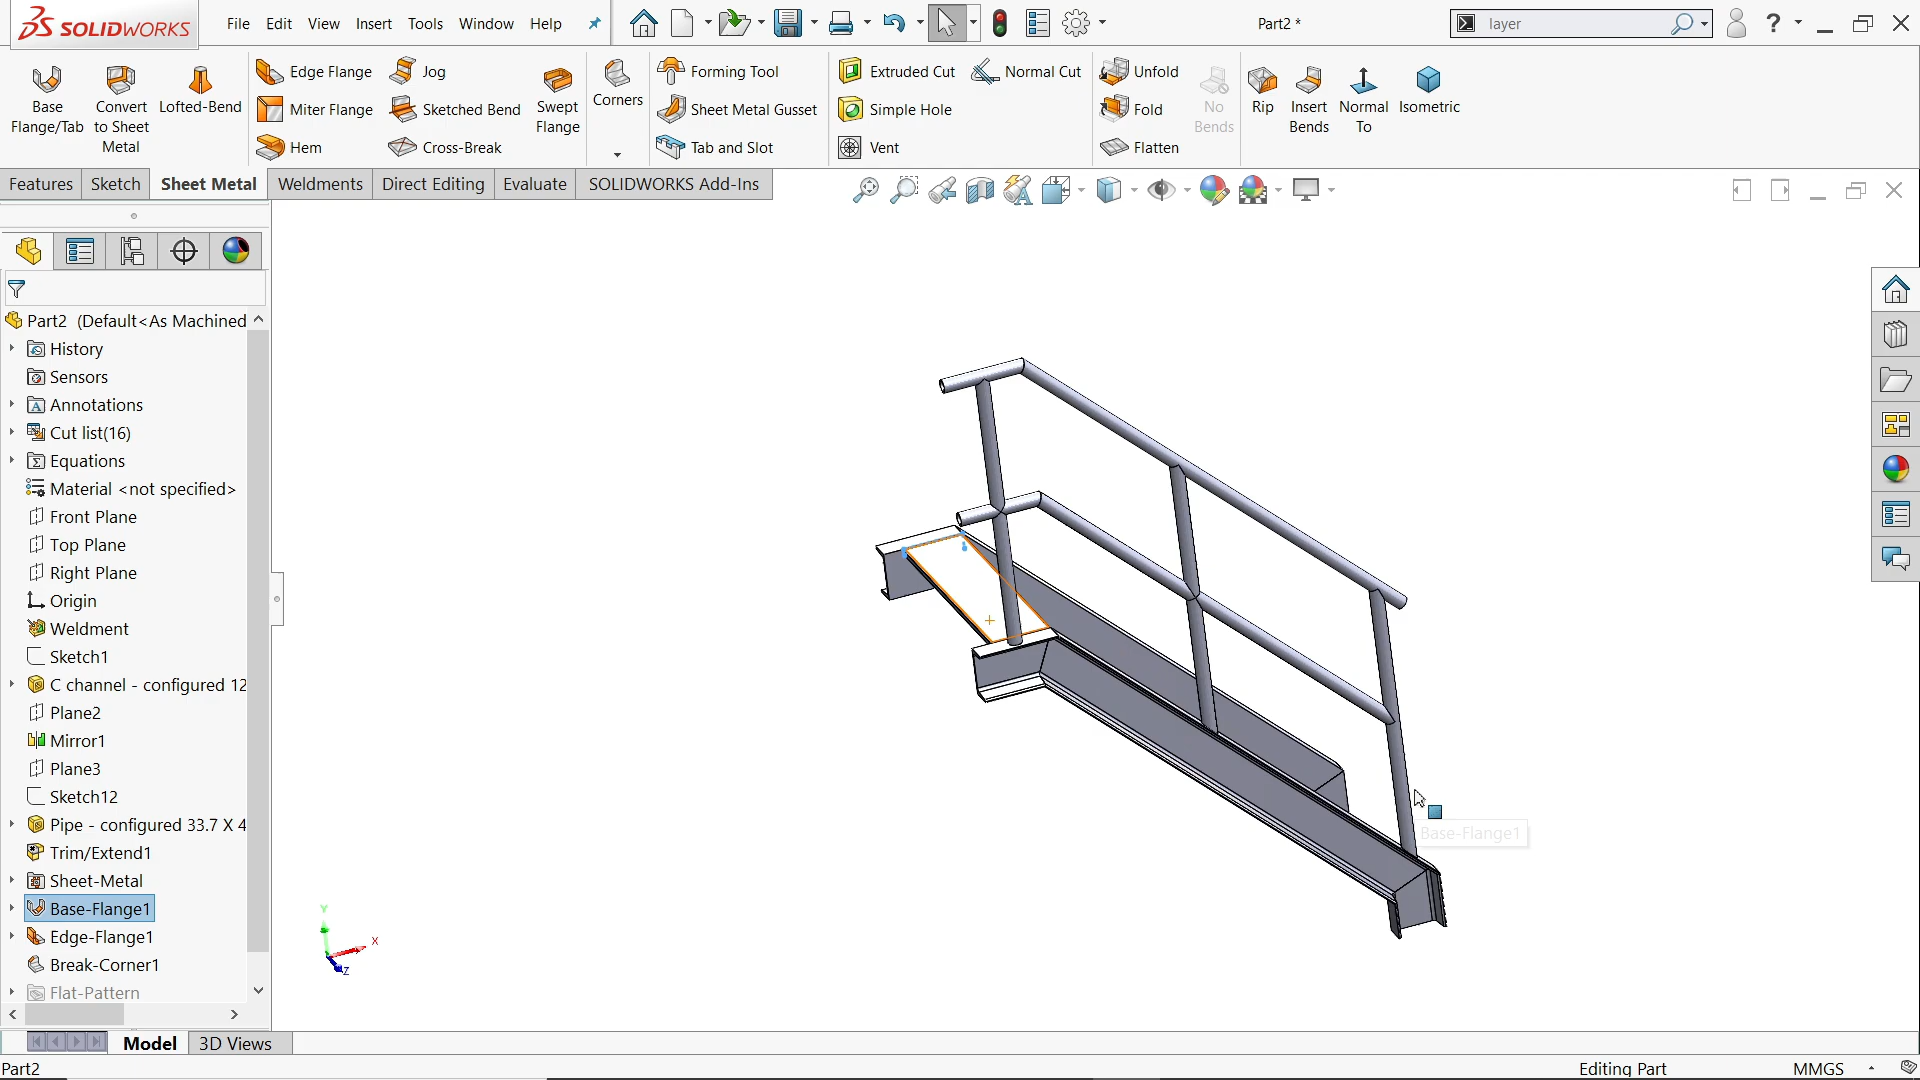 SOLIDWORKS
File Edit View Insert Tools Window Help
Part2 *
layer
Base Flange/Tab
Convert to Sheet Metal
Lofted-Bend
Edge Flange
Miter Flange
Hem
Jog
Sketched Bend
Cross-Break
Swept Flange
Corners
Forming Tool
Sheet Metal Gusset
Tab and Slot
Extruded Cut
Simple Hole
Vent
Normal Cut
Unfold
Fold
Flatten
No Bends
Rip
Insert Bends
Normal To
Isometric
Features Sketch Sheet Metal Weldments Direct Editing Evaluate SOLIDWORKS Add-Ins
Part2 (Default<As Machined
History
Sensors
Annotations
Cut list(16)
Equations
Material <not specified>
Front Plane
Top Plane
Right Plane
Origin
Weldment
Sketch1
C channel - configured 12
Plane2
Mirror1
Plane3
Sketch12
Pipe - configured 33.7 X 4
Trim/Extend1
Sheet-Metal
Base-Flange1
Edge-Flange1
Break-Corner1
Flat-Pattern
Base-Flange1
Y
X
Z
Model 3D Views
Part2
Editing Part
MMGS